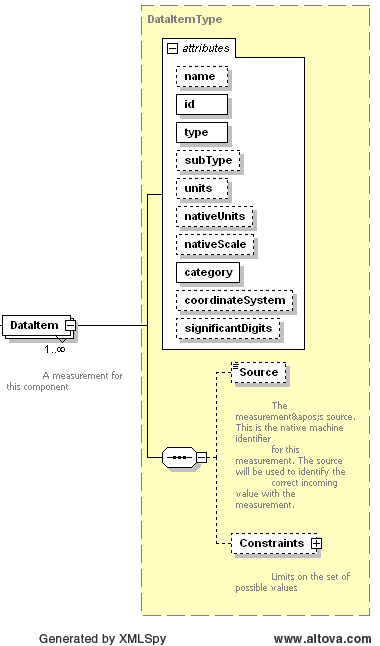 DataItemType
attributes
name
id
type
subType
units
nativeUnits
nativeScale
category
coordinateSystem
significantDigits
DataItem
1..∞
A measurement for
this component
Source
The
measurement&apos;s source.
This is the native machine
identifier
for this
measurement. The source
will be used to identify the
correct incoming
value with the
measurement.
Constraints
Limits on the set of
possible values
Generated by XMLSpy
www.altova.com